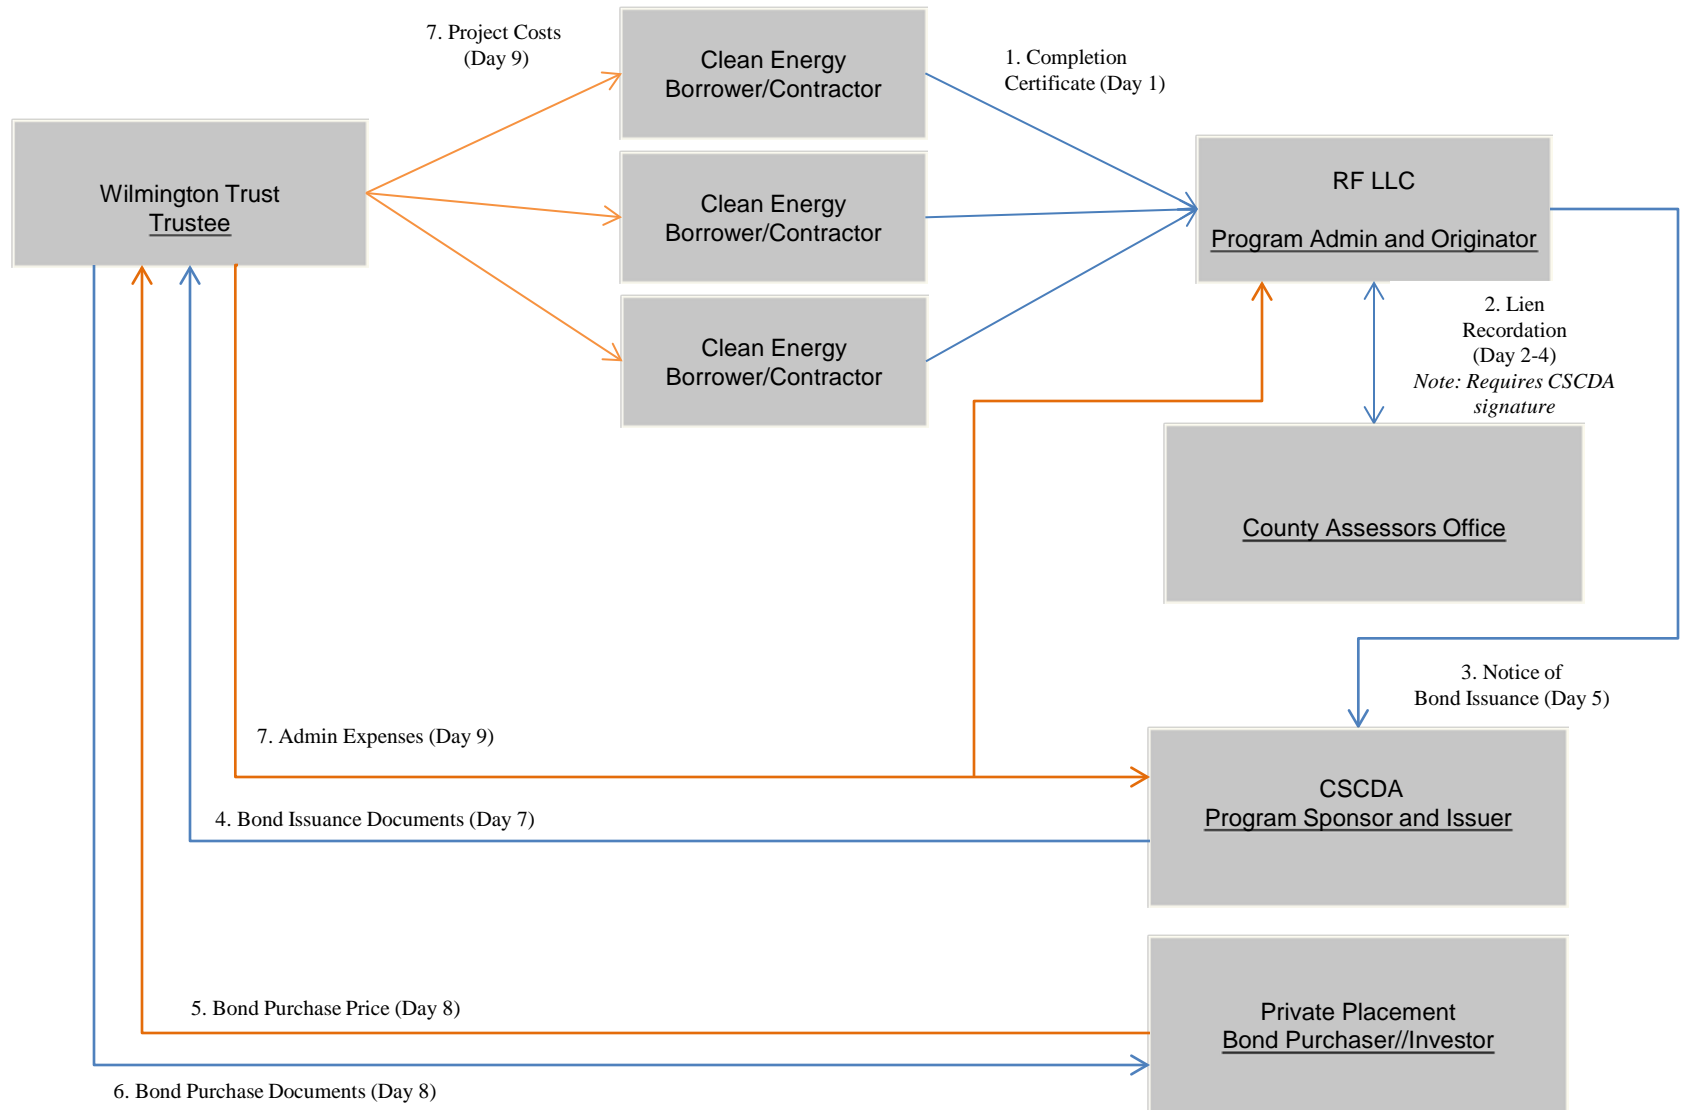 7. Project Costs
(Day 9)
Clean Energy
Borrower/Contractor
1. Completion
Certificate (Day 1)
Wilmington Trust
Trustee
Clean Energy
Borrower/Contractor
RF LLC
Program Admin and Originator
Clean Energy
Borrower/Contractor
2. Lien
Recordation
(Day 2-4)
Note: Requires CSCDA
signature
County Assessors Office
3. Notice of
Bond Issuance (Day 5)
7. Admin Expenses (Day 9)
CSCDA
Program Sponsor and Issuer
4. Bond Issuance Documents (Day 7)
5. Bond Purchase Price (Day 8)
Private Placement
Bond Purchaser//Investor
6. Bond Purchase Documents (Day 8)